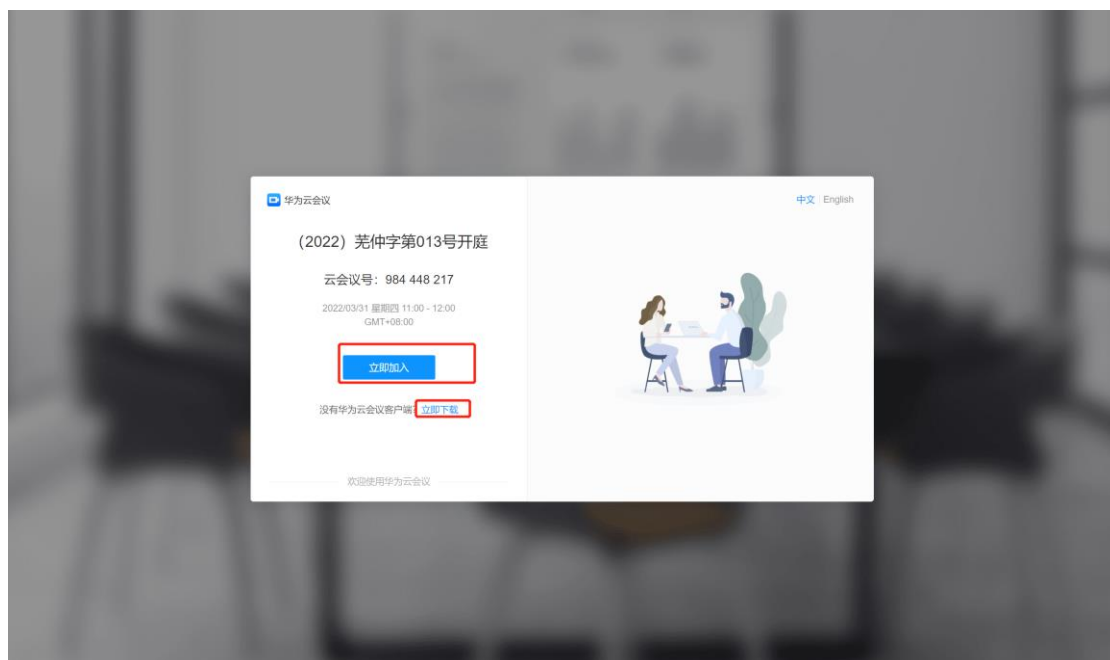 华为云会议
中文 | English
（2022）芜仲字第013号开庭
云会议号：984 448 217
2022/03/31 星期四 11:00 - 12:00
GMT+08:00
立即加入
没有华为云会议客户端？立即下载
欢迎使用华为云会议